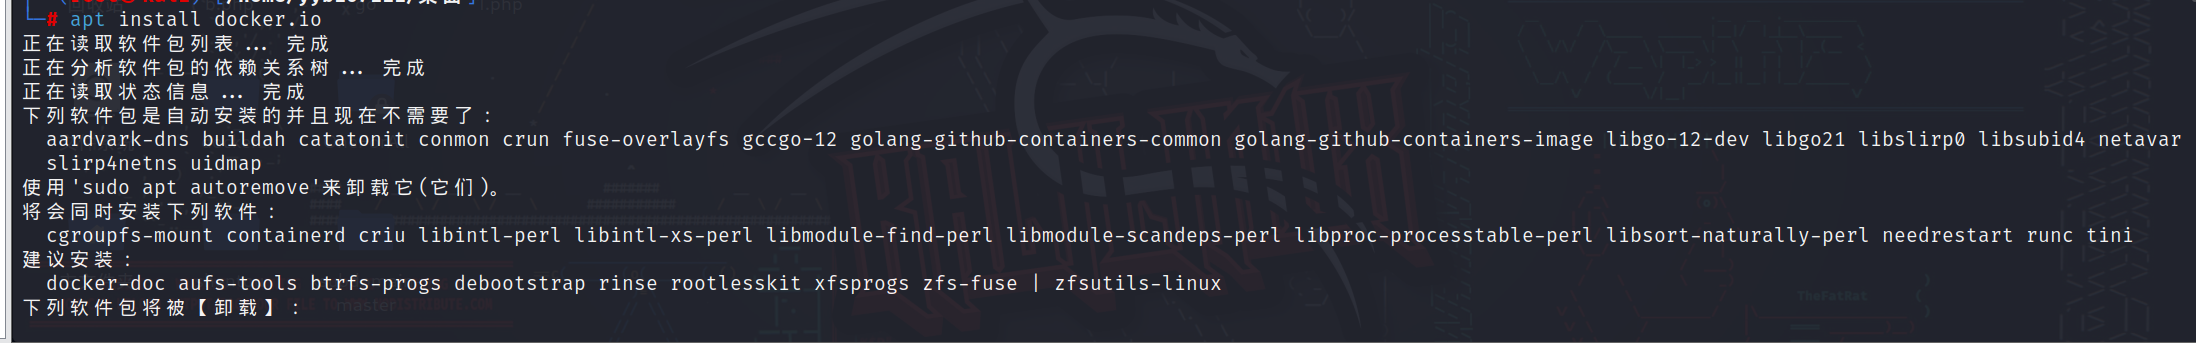 └─# apt install docker.io
正在读取软件包列表... 完成
正在分析软件包的依赖关系树... 完成
正在读取状态信息... 完成
下列软件包是自动安装的并且现在不需要了：
aardvark-dns buildah catatonit conmon crun fuse-overlayfs gccgo-12 golang-github-containers-common golang-github-containers-image libgo-12-dev libgo21 libslirp0 libsubid4 netavar
slirp4netns uidmap
使用'sudo apt autoremove'来卸载它(它们)。
将会同时安装下列软件：
cgroupfs-mount containerd criu libintl-perl libintl-xs-perl libmodule-find-perl libmodule-scandeps-perl libproc-processtable-perl libsort-naturally-perl needrestart runc tini
建议安装：
docker-doc aufs-tools btrfs-progs debootstrap rinse rootlesskit xfsprogs zfs-fuse | zfsutils-linux
下列软件包将被【卸载】：
master
TheFatRat